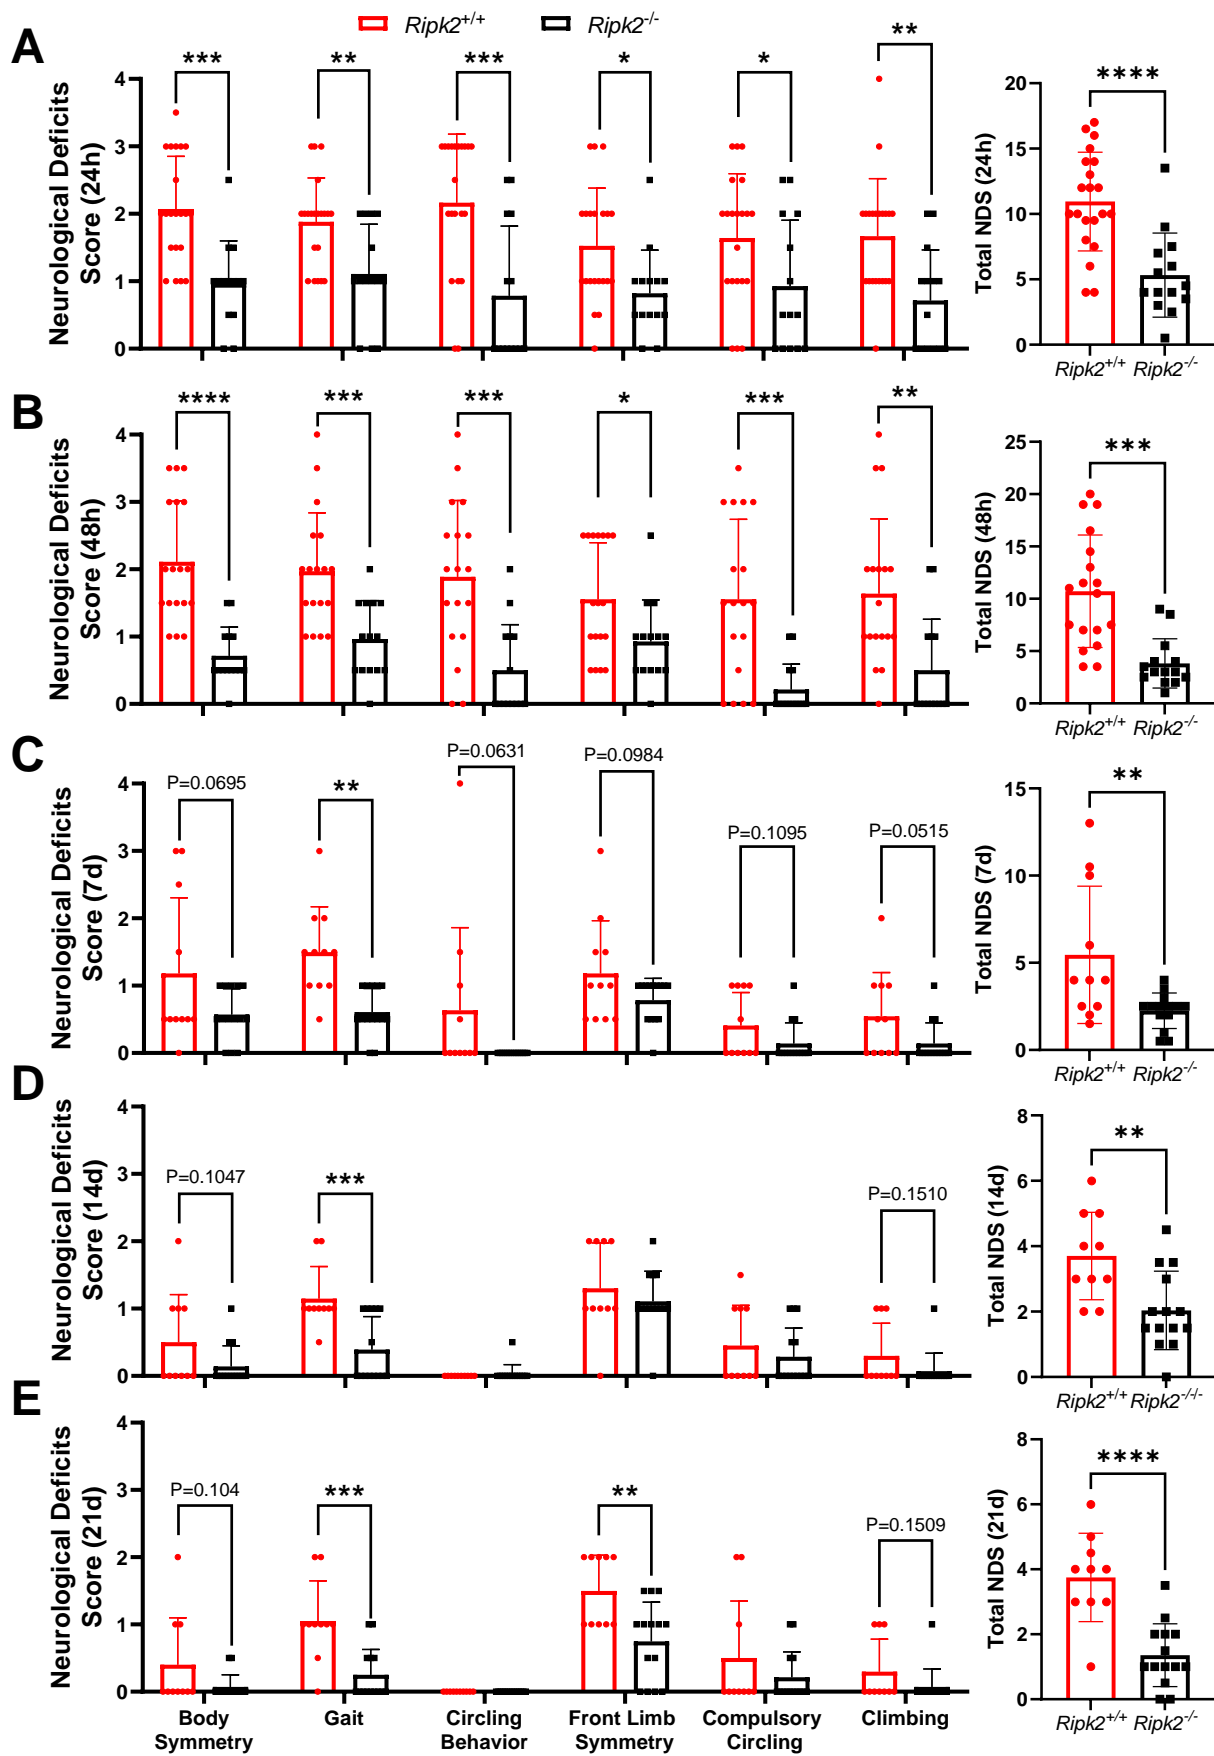 Ripk2+/+ Ripk2-/-
A
*** ** *** * * **
Neurological Deficits
Score (24h)
4
3
2
1
0
****
Total NDS (24h)
20
15
10
5
0
Ripk2+/+ Ripk2-/-
B
**** *** *** * *** **
Neurological Deficits
Score (48h)
4
3
2
1
0
***
Total NDS (48h)
25
20
15
10
5
0
Ripk2+/+ Ripk2-/-
C
P=0.0695 ** P=0.0631 P=0.0984 P=0.1095 P=0.0515
Neurological Deficits
Score (7d)
4
3
2
1
0
**
Total NDS (7d)
15
10
5
0
Ripk2+/+ Ripk2-/-
D
P=0.1047 *** P=0.1510
Neurological Deficits
Score (14d)
4
3
2
1
0
**
Total NDS (14d)
8
6
4
2
0
Ripk2+/+ Ripk2-/-/-
E
P=0.104 *** ** P=0.1509
Neurological Deficits
Score (21d)
4
3
2
1
0
Body
Symmetry
Gait
Circling
Behavior
Front Limb
Symmetry
Compulsory
Circling
Climbing
****
Total NDS (21d)
8
6
4
2
0
Ripk2+/+ Ripk2-/-